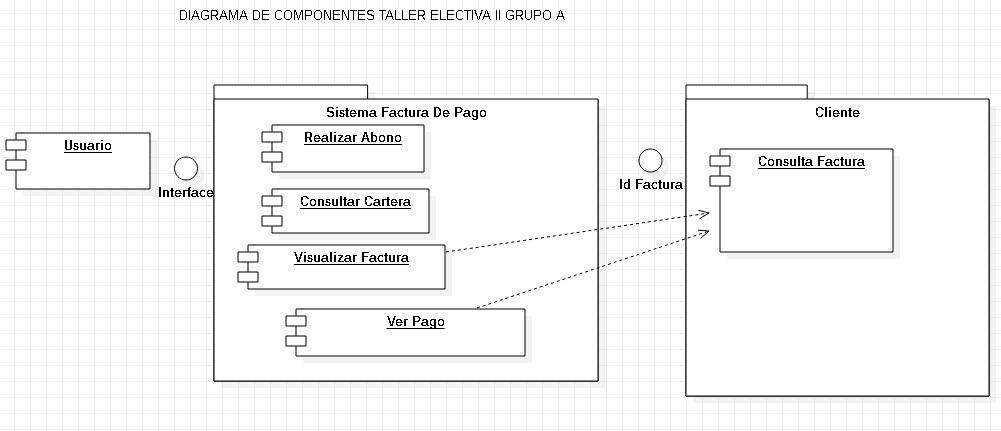 DIAGRAMA DE COMPONENTES TALLER ELECTIVA II GRUPO A
Usuario
Interface
Sistema Factura De Pago
Realizar Abono
Consultar Cartera
Visualizar Factura
Ver Pago
Id Factura
Cliente
Consulta Factura